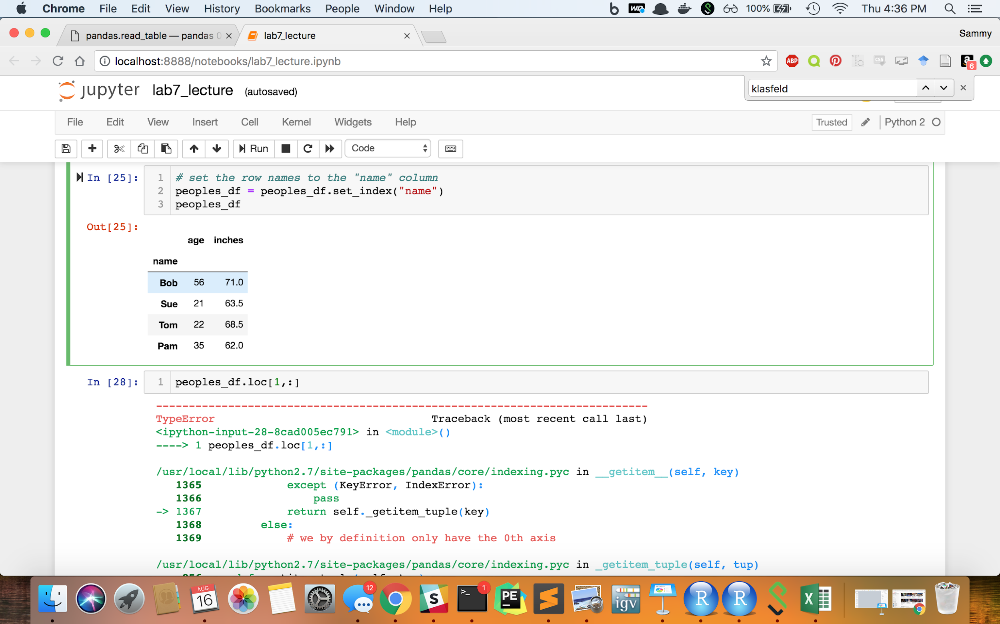 Chrome File Edit View History Bookmarks People Window Help 100% Thu 4:36 PM
pandas.read_table — pandas 0 lab7_lecture Sammy
localhost:8888/notebooks/lab7_lecture.ipynb ABP CSS a 6
jupyter lab7_lecture (autosaved) klasfeld
File Edit View Insert Cell Kernel Widgets Help Trusted Python 2
Run Code
In [25]: 1 # set the row names to the "name" column
2 peoples_df = peoples_df.set_index("name")
3 peoples_df
Out[25]:
age inches
name
Bob 56 71.0
Sue 21 63.5
Tom 22 68.5
Pam 35 62.0
In [28]: 1 peoples_df.loc[1,:]
---------------------------------------------------------------------------
TypeError Traceback (most recent call last)
<ipython-input-28-8cad005ec791> in <module>()
----> 1 peoples_df.loc[1,:]
/usr/local/lib/python2.7/site-packages/pandas/core/indexing.pyc in __getitem__(self, key)
1365 except (KeyError, IndexError):
1366 pass
-> 1367 return self._getitem_tuple(key)
1368 else:
1369 # we by definition only have the 0th axis
/usr/local/lib/python2.7/site-packages/pandas/core/indexing.pyc in _getitem_tuple(self, tup)
AUG 16 12 S >_ 1 PE igv R R X